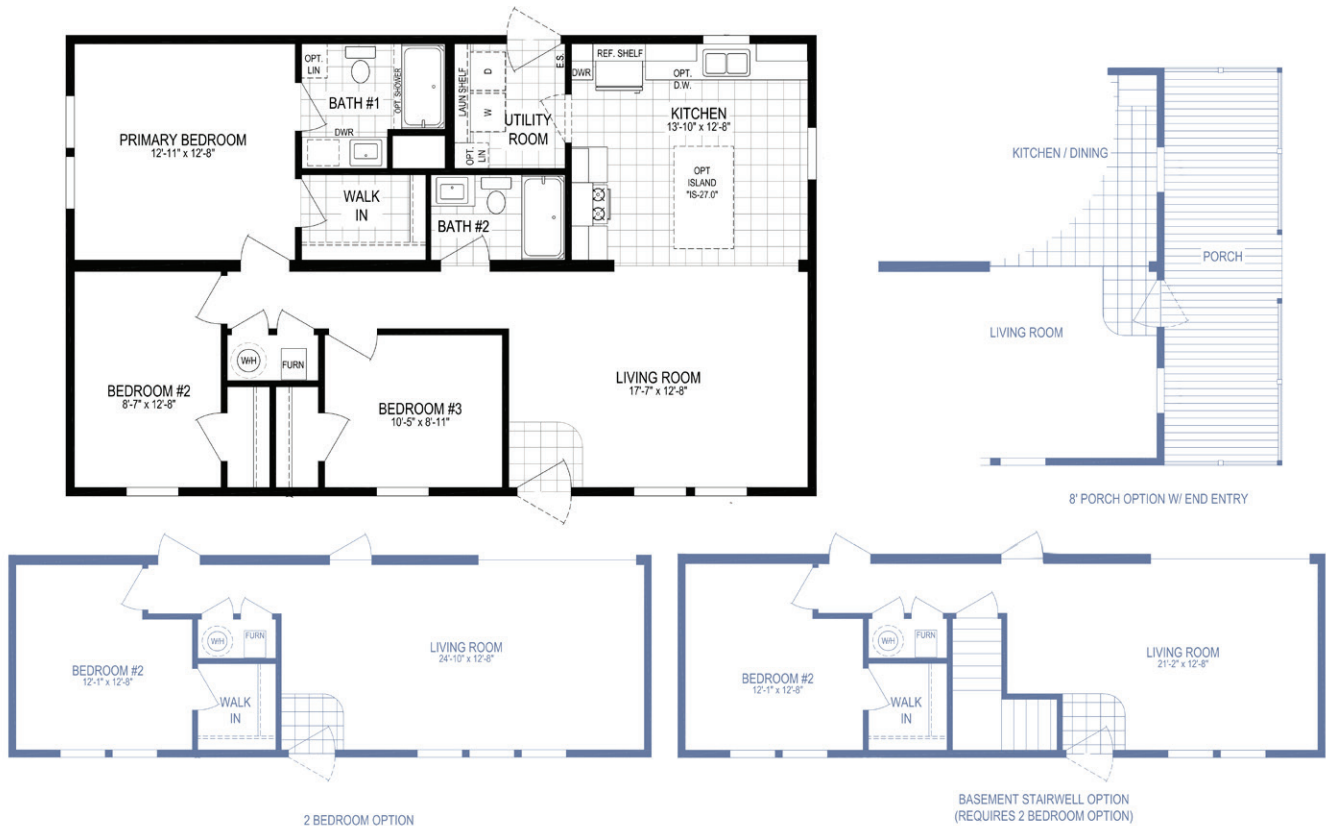 PRIMARY BEDROOM
12'-11" x 12'-8"
OPT.
LIN
BATH #1
OPT. SHOWER
DWR
WALK
IN
LAUN SHELF
D
W
E.S.
UTILITY
ROOM
OPT.
LIN
BATH #2
DWR
REF. SHELF
OPT.
D.W.
KITCHEN
13'-10" x 12'-8"
OPT
ISLAND
"IS-27.0"
BEDROOM #2
8'-7" x 12'-8"
W/H
FURN
BEDROOM #3
10'-5" x 8'-11"
LIVING ROOM
17'-7" x 12'-8"
KITCHEN / DINING
PORCH
LIVING ROOM
8' PORCH OPTION W/ END ENTRY
BEDROOM #2
12'-1" x 12'-8"
W/H
FURN
WALK
IN
LIVING ROOM
24'-10" x 12'-8"
2 BEDROOM OPTION
BEDROOM #2
12'-1" x 12'-8"
W/H
FURN
WALK
IN
LIVING ROOM
21'-2" x 12'-8"
BASEMENT STAIRWELL OPTION
(REQUIRES 2 BEDROOM OPTION)